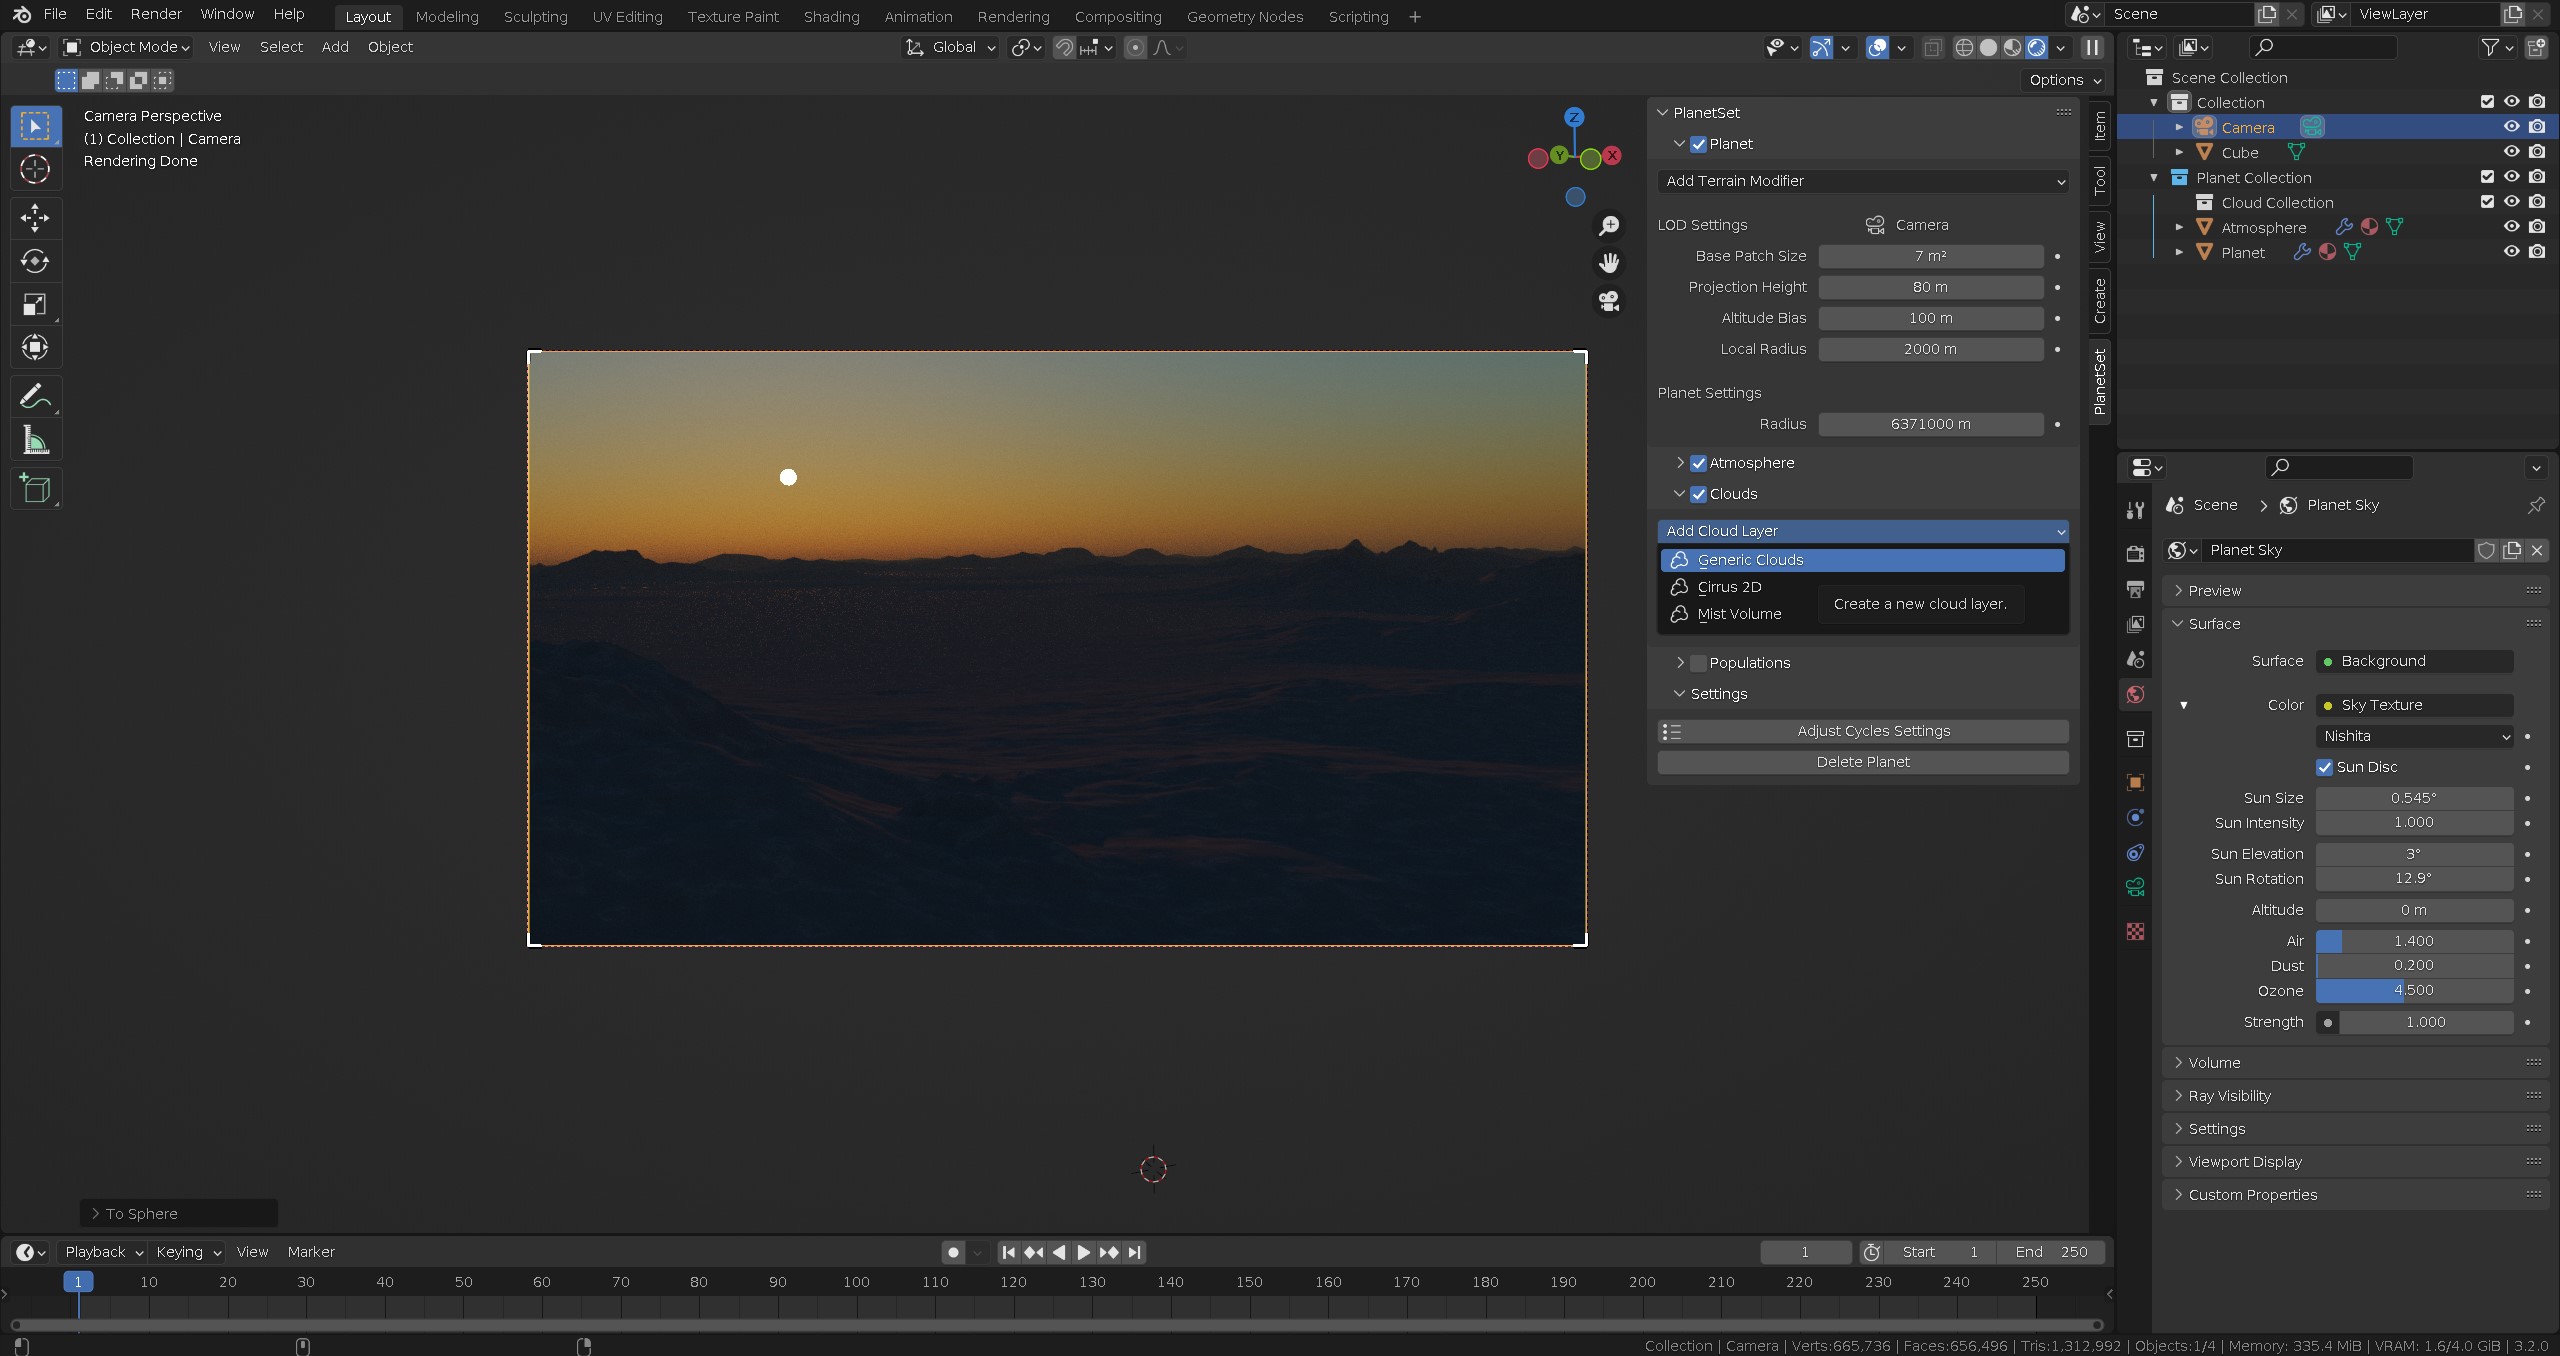 File Edit Render Window Help Layout Modeling Sculpting UV Editing Texture Paint Shading Animation Rendering Compositing Geometry Nodes Scripting + Scene ViewLayer
Object Mode View Select Add Object Global
Options
Camera Perspective
(1) Collection | Camera
Rendering Done
Z
Y
X
PlanetSet
Planet
Add Terrain Modifier
LOD Settings Camera
Base Patch Size 7 m²
Projection Height 80 m
Altitude Bias 100 m
Local Radius 2000 m
Planet Settings
Radius 6371000 m
Atmosphere
Clouds
Add Cloud Layer
Generic Clouds
Cirrus 2D
Mist Volume
Create a new cloud layer.
Populations
Settings
Adjust Cycles Settings
Delete Planet
Item
Tool
View
Create
PlanetSet
Scene Collection
Collection
Camera
Cube
Planet Collection
Cloud Collection
Atmosphere
Planet
Scene Planet Sky
Planet Sky
Preview
Surface
Surface Background
Color Sky Texture
Nishita
Sun Disc
Sun Size 0.545°
Sun Intensity 1.000
Sun Elevation 3°
Sun Rotation 12.9°
Altitude 0 m
Air 1.400
Dust 0.200
Ozone 4.500
Strength 1.000
Volume
Ray Visibility
Settings
Viewport Display
Custom Properties
To Sphere
Playback Keying View Marker 1 Start 1 End 250
1 10 20 30 40 50 60 70 80 90 100 110 120 130 140 150 160 170 180 190 200 210 220 230 240 250
Collection | Camera | Verts:665,736 | Faces:656,496 | Tris:1,312,992 | Objects:1/4 | Memory: 335.4 MiB | VRAM: 1.6/4.0 GiB | 3.2.0